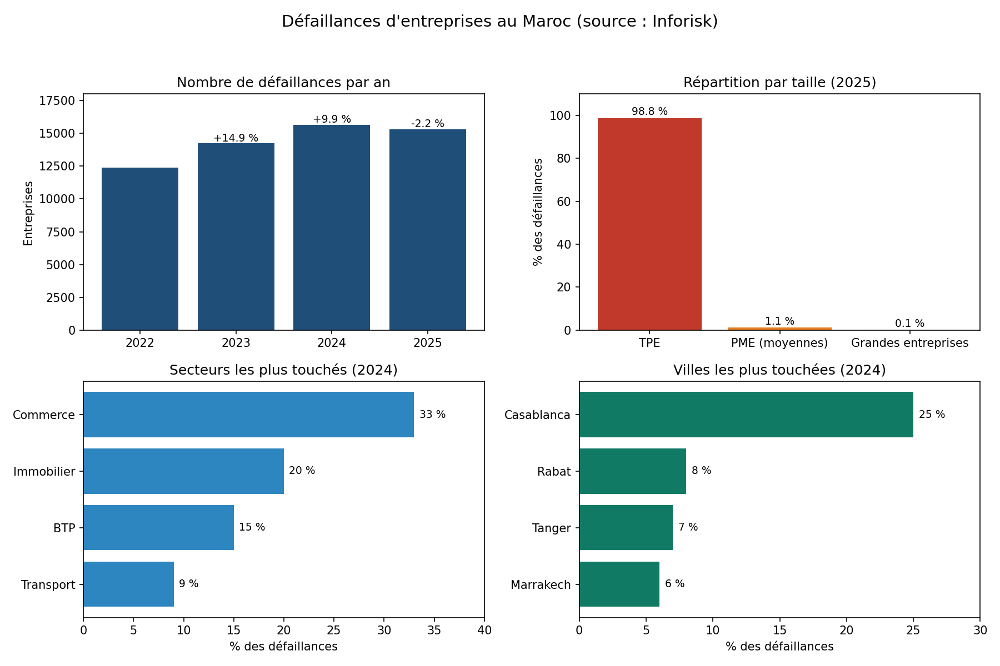 Défaillances d'entreprises au Maroc (source : Inforisk)
Nombre de défaillances par an
17500
15000
12500
10000
7500
5000
2500
0
Entreprises
+14.9 %
+9.9 %
-2.2 %
2022
2023
2024
2025
Répartition par taille (2025)
100
80
60
40
20
0
% des défaillances
98.8 %
1.1 %
0.1 %
TPE
PME (moyennes)
Grandes entreprises
Secteurs les plus touchés (2024)
Commerce
33 %
Immobilier
20 %
BTP
15 %
Transport
9 %
0
5
10
15
20
25
30
35
40
% des défaillances
Villes les plus touchées (2024)
Casablanca
25 %
Rabat
8 %
Tanger
7 %
Marrakech
6 %
0
5
10
15
20
25
30
% des défaillances